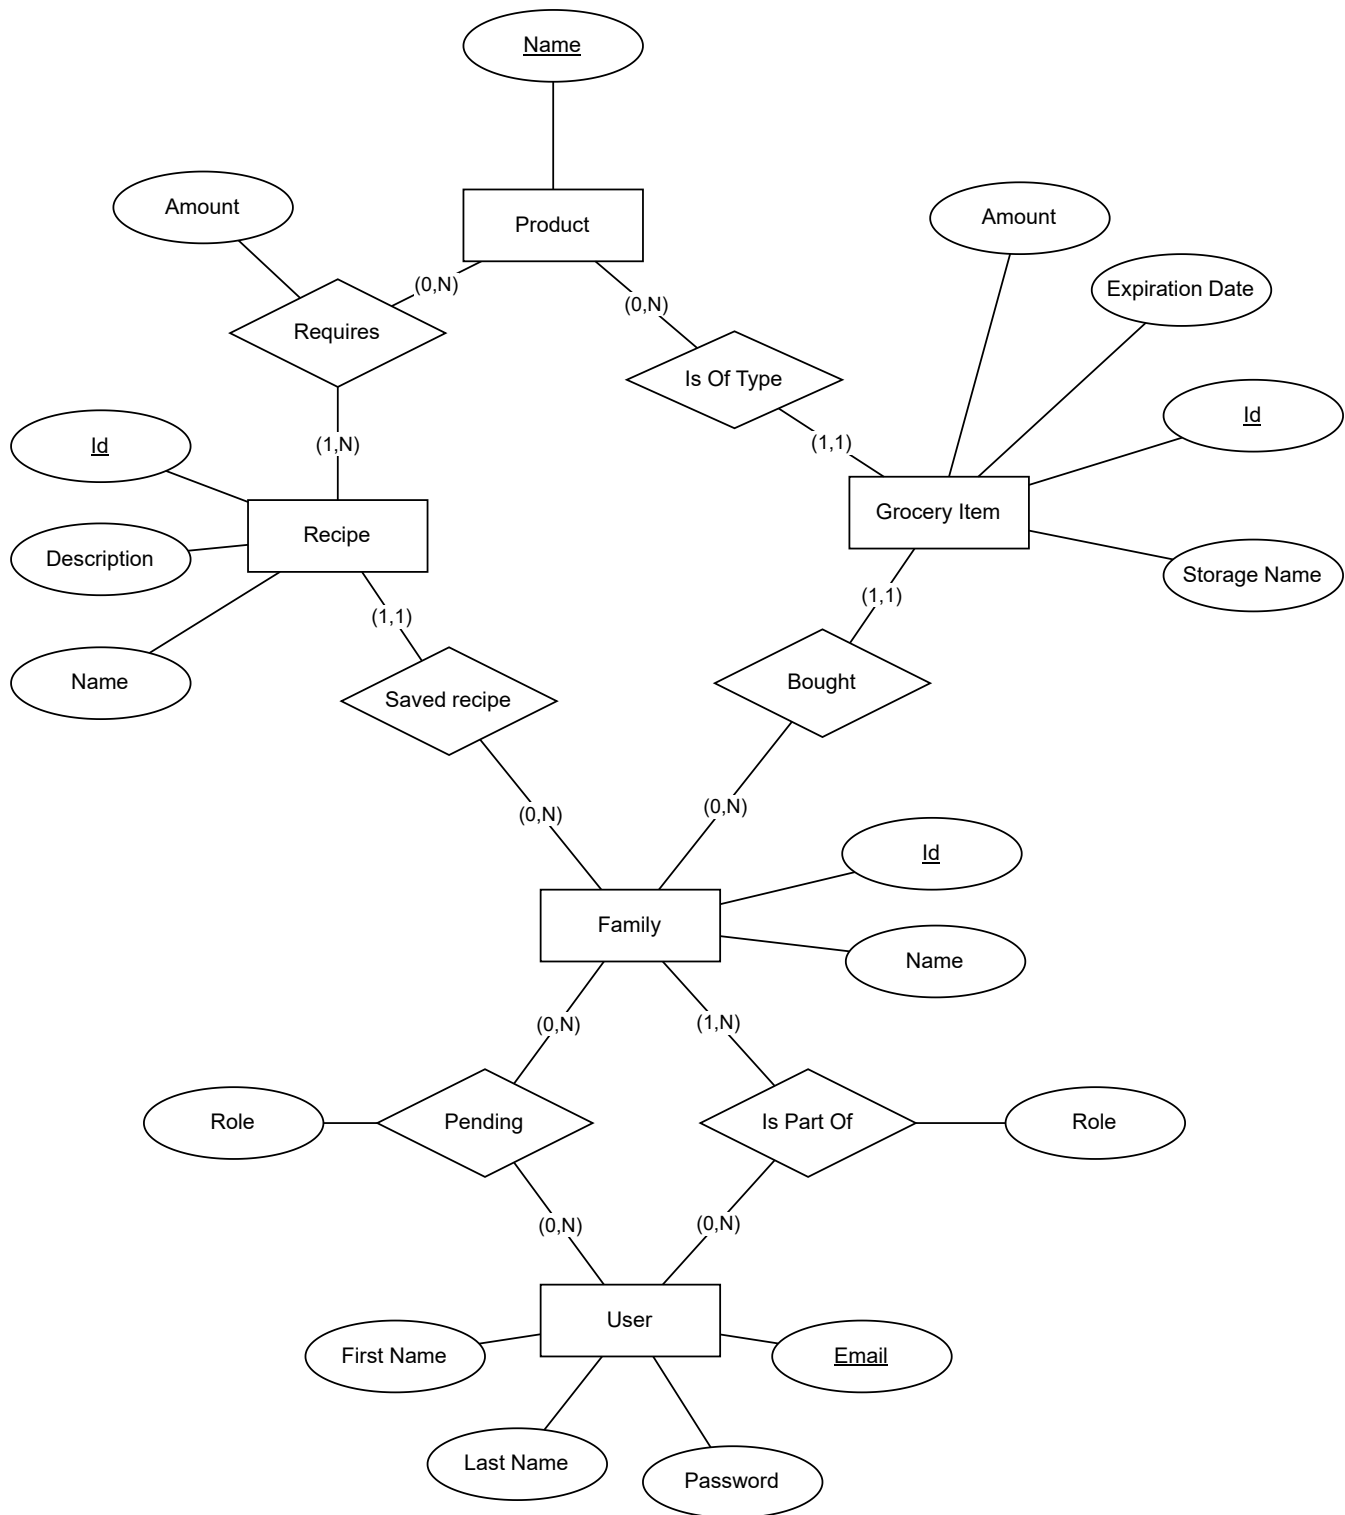 Name
Product
Amount
Amount
(0,N)
Expiration Date
(0,N)
Requires
Is Of Type
Id
(1,N)
(1,1)
Id
Grocery Item
Recipe
Description
Storage Name
(1,1)
(1,1)
Name
Saved recipe
Bought
(0,N)
(0,N)
Id
Family
Name
(0,N)
(1,N)
Role
Pending
Is Part Of
Role
(0,N)
(0,N)
User
First Name
Email
Last Name
Password